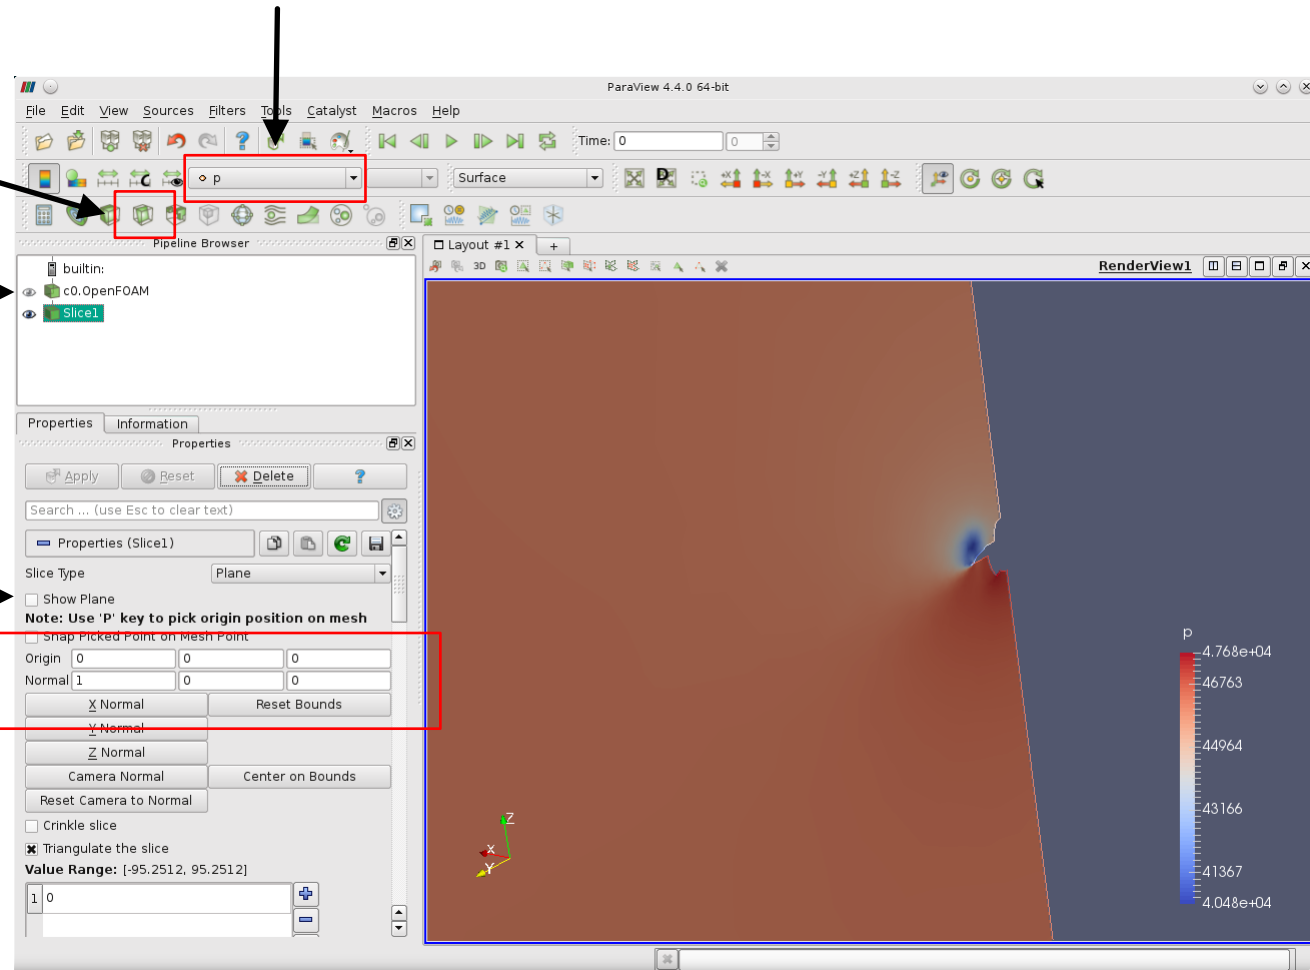 ParaView 4.4.0 64-bit
File Edit View Sources Filters Tools Catalyst Macros Help
? Time: 0 0
p Surface
Pipeline Browser
Layout #1
builtin:
3D RenderView1
c0.OpenFOAM
Slice1
Properties Information
Properties
Apply Reset Delete ?
Search ... (use Esc to clear text)
Properties (Slice1)
Slice Type Plane
Show Plane
Note: Use 'P' key to pick origin position on mesh
Snap Picked Point on Mesh Point
Origin 0 0 0
Normal 1 0 0
X Normal Reset Bounds
Y Normal
Z Normal
Camera Normal Center on Bounds
Reset Camera to Normal
Crinkle slice
Triangulate the slice
Value Range: [-95.2512, 95.2512]
1 0
Z
X
Y
p
4.768e+04
46763
44964
43166
41367
4.048e+04